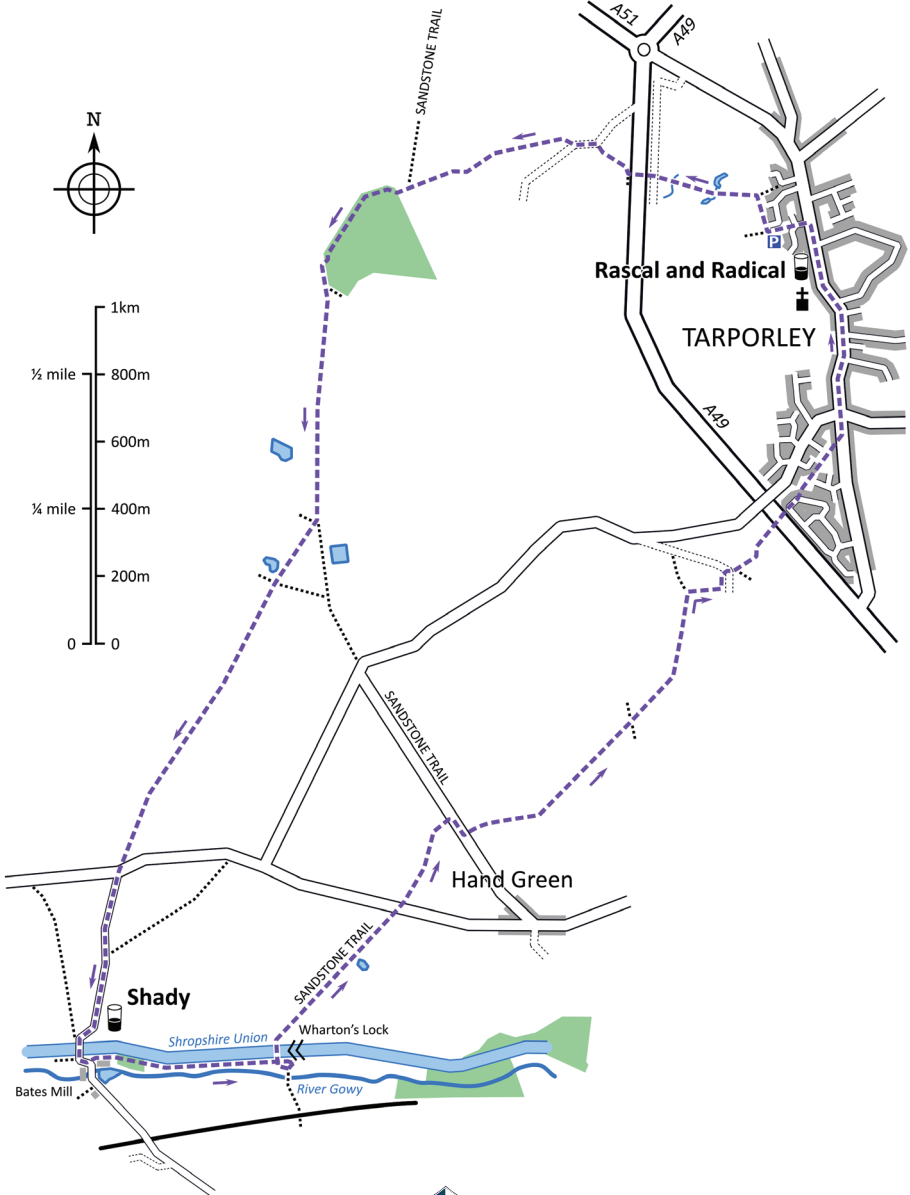 A51
A49
SANDSTONE TRAIL
N
P
Rascal and Radical
TARPORLEY
1km
½ mile
800m
A49
600m
¼ mile
400m
200m
0
0
SANDSTONE TRAIL
Hand Green
SANDSTONE TRAIL
Shady
Shropshire Union
Wharton's Lock
Bates Mill
River Gowy